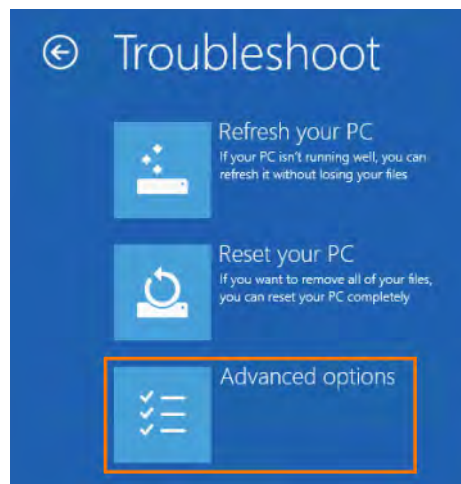 Troubleshoot
Refresh your PC
If your PC isn't running well, you can
refresh it without losing your files
Reset your PC
If you want to remove all of your files,
you can reset your PC completely
Advanced options